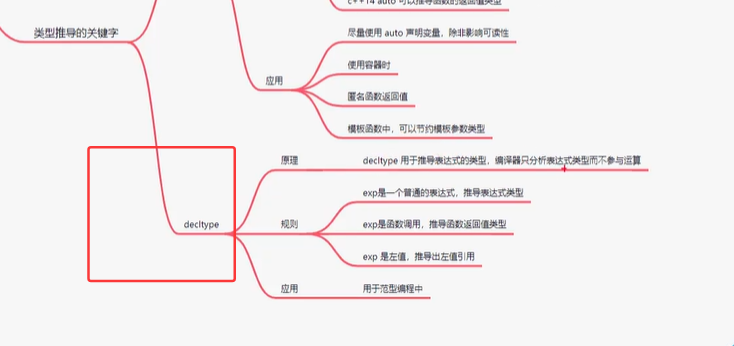 c++14 auto 可以推导函数的返回值类型
类型推导的关键字
尽量使用 auto 声明变量，除非影响可读性
使用容器时
应用
匿名函数返回值
模板函数中，可以节约模板参数类型
原理
decltype 用于推导表达式的类型，编译器只分析表达式类型而不参与运算
exp是一个普通的表达式，推导表达式类型
decltype
规则
exp是函数调用，推导函数返回值类型
exp 是左值，推导出左值引用
应用
用于范型编程中